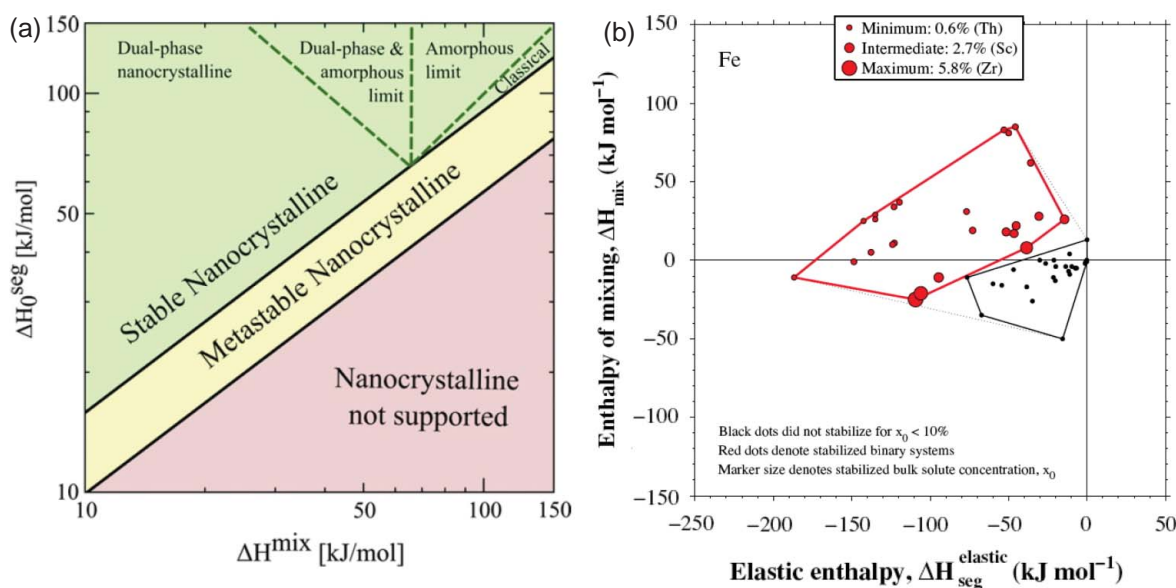 (a)
150
100
50
10
ΔH₀ˢᵉᵍ [kJ/mol]
Dual-phase
nanocrystalline
Dual-phase &
amorphous
limit
Amorphous
limit
Classical
Stable Nanocrystalline
Metastable Nanocrystalline
Nanocrystalline
not supported
10
50
100
150
ΔHᵐⁱˣ [kJ/mol]
(b)
Fe
Minimum: 0.6% (Th)
Intermediate: 2.7% (Sc)
Maximum: 5.8% (Zr)
150
100
50
0
−50
−100
−150
Enthalpy of mixing, ΔH_mix (kJ mol⁻¹)
Black dots did not stabilize for x₀ < 10%
Red dots denote stabilized binary systems
Marker size denotes stabilized bulk solute concentration, x₀
−250 −200 −150 −100 −50 0 50
Elastic enthalpy, ΔH_seg^elastic (kJ mol⁻¹)